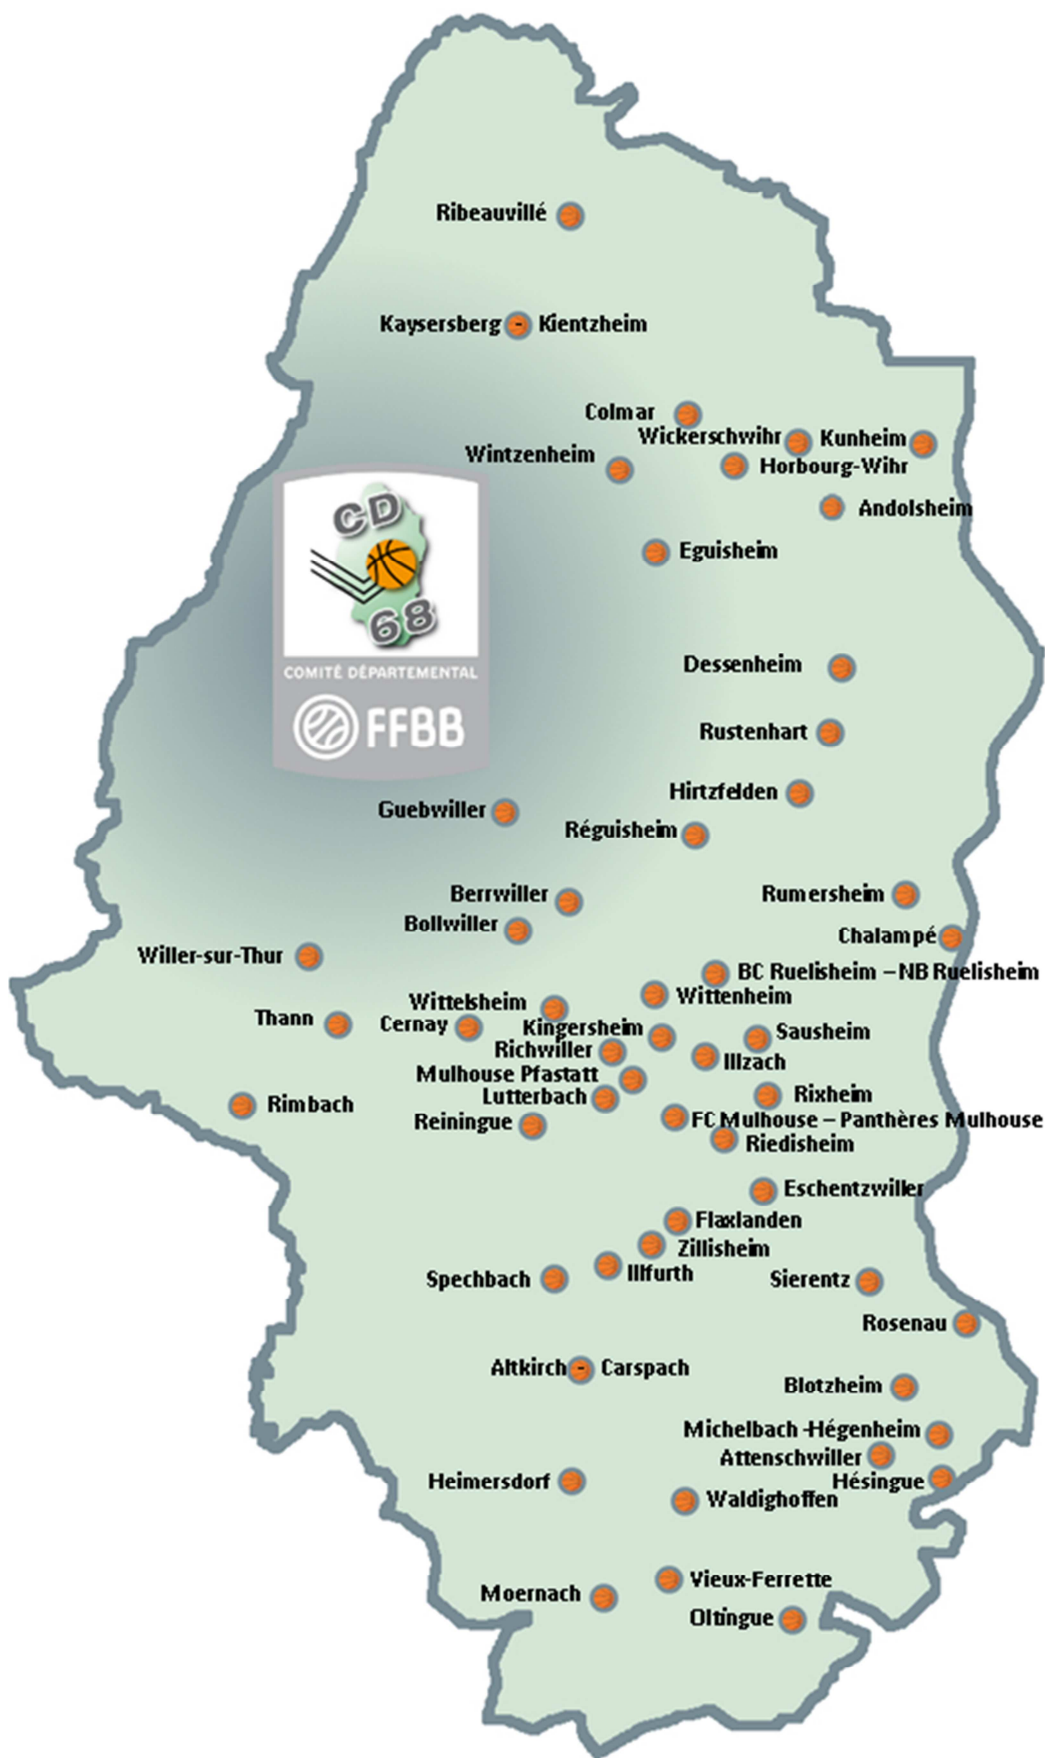 Ribeauvillé
Kaysersberg - Kientzheim
Colmar
Wickerschwihr
Kunheim
Wintzenheim
Horbourg-Wihr
CD
Andolsheim
Eguisheim
68
COMITÉ DÉPARTEMENTAL
Dessenheim
FFBB
Rustenhart
Hirtzfelden
Guebwiller
Réguisheim
Berrwiller
Rumersheim
Bollwiller
Chalampé
Willer-sur-Thur
BC Ruelisheim – NB Ruelisheim
Wittelsheim
Wittenheim
Thann
Cernay
Kingersheim
Sausheim
Richwiller
Illzach
Mulhouse Pfastatt
Lutterbach
Rixheim
Rimbach
Reiningue
FC Mulhouse – Panthères Mulhouse
Riedisheim
Eschentzwiller
Flaxlanden
Zillisheim
Illfurth
Spechbach
Sierentz
Rosenau
Altkirch - Carspach
Blotzheim
Michelbach -Hégenheim
Attenschwiller
Heimersdorf
Hésingue
Waldighoffen
Vieux-Ferrette
Moernach
Oltingue